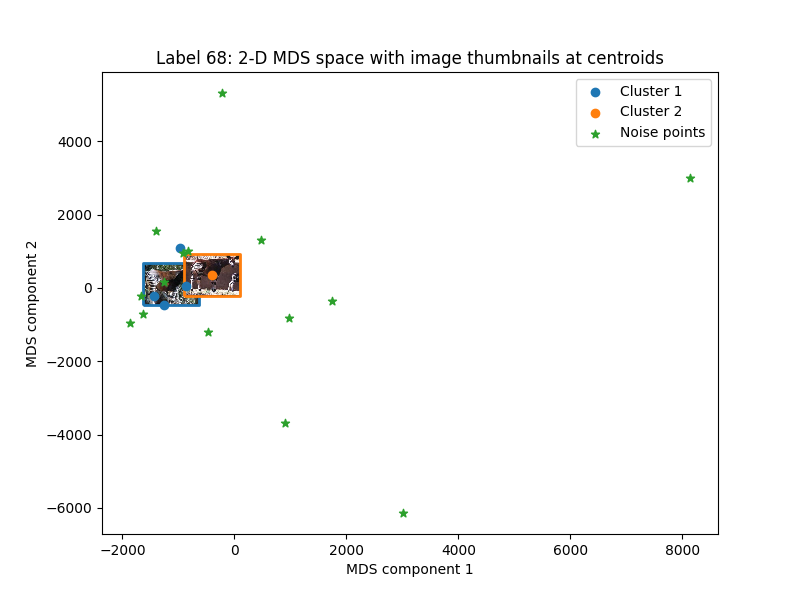 Label 68: 2-D MDS space with image thumbnails at centroids
Cluster 1
Cluster 2
Noise points
MDS component 2
4000
2000
0
−2000
−4000
−6000
−2000 0 2000 4000 6000 8000
MDS component 1